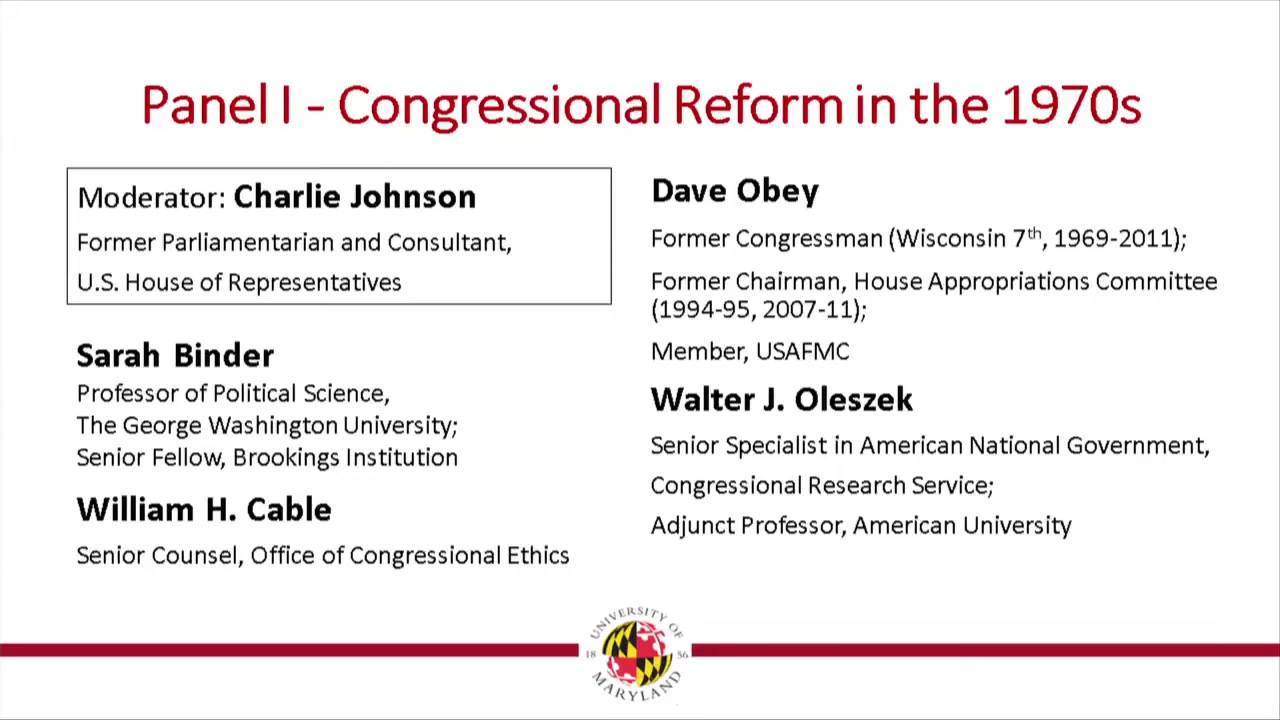 Panel I - Congressional Reform in the 1970s
Moderator: Charlie Johnson
Former Parliamentarian and Consultant,
U.S. House of Representatives
Sarah Binder
Professor of Political Science,
The George Washington University;
Senior Fellow, Brookings Institution
William H. Cable
Senior Counsel, Office of Congressional Ethics
Dave Obey
Former Congressman (Wisconsin 7th, 1969-2011);
Former Chairman, House Appropriations Committee
(1994-95, 2007-11);
Member, USAFMC
Walter J. Oleszek
Senior Specialist in American National Government,
Congressional Research Service;
Adjunct Professor, American University
UNIVERSITY OF
18 56
MARYLAND